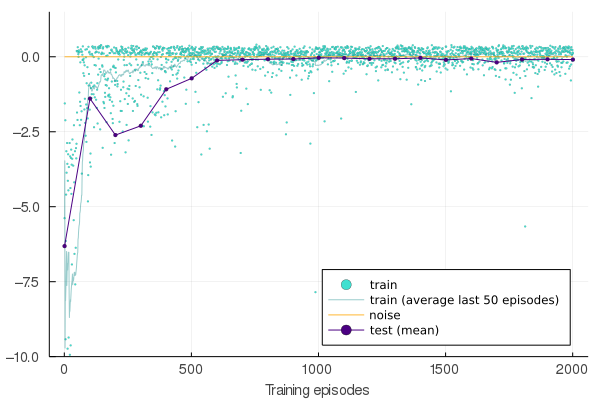 0.0
−2.5
−5.0
−7.5
−10.0
train
train (average last 50 episodes)
noise
test (mean)
0
500
1000
1500
2000
Training episodes